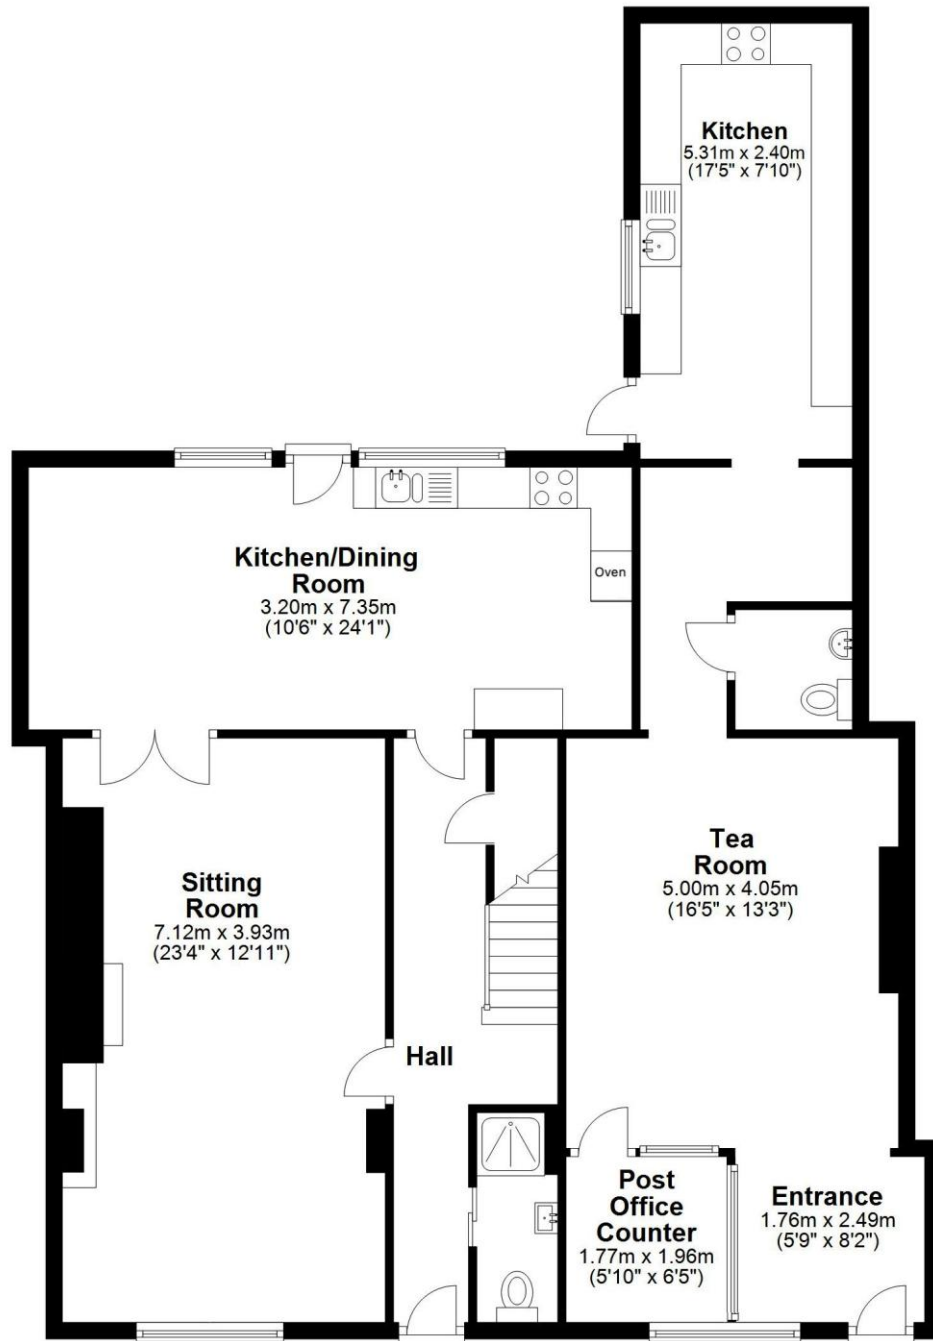 Kitchen
5.31m x 2.40m
(17'5" x 7'10")
Kitchen/Dining
Room
3.20m x 7.35m
(10'6" x 24'1")
Oven
Tea
Room
5.00m x 4.05m
(16'5" x 13'3")
Sitting
Room
7.12m x 3.93m
(23'4" x 12'11")
Hall
Post
Office
Counter
1.77m x 1.96m
(5'10" x 6'5")
Entrance
1.76m x 2.49m
(5'9" x 8'2")